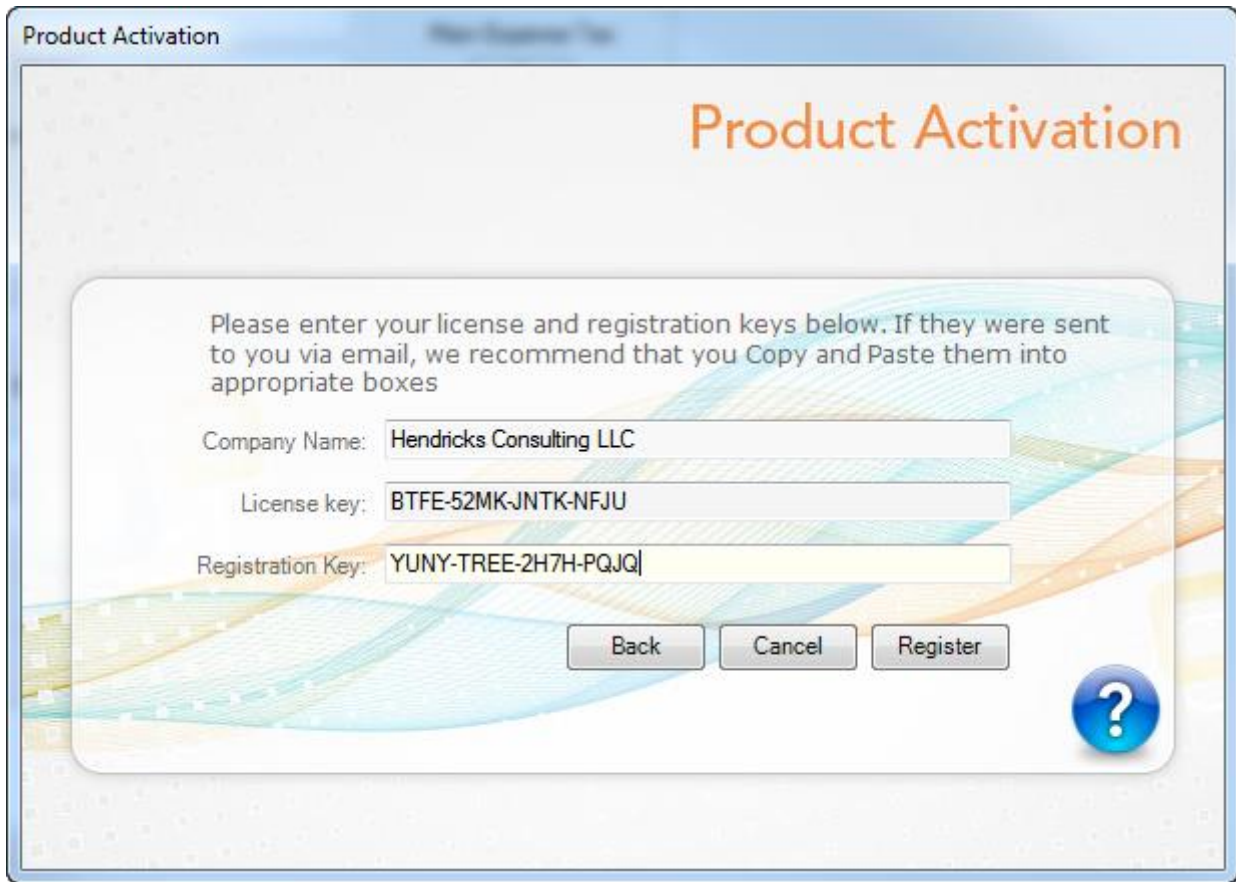 Product Activation
Product Activation
Please enter your license and registration keys below. If they were sent
to you via email, we recommend that you Copy and Paste them into
appropriate boxes
Company Name: Hendricks Consulting LLC
License key: BTFE-52MK-JNTK-NFJU
Registration Key: YUNY-TREE-2H7H-PQJQ
Back Cancel Register
?